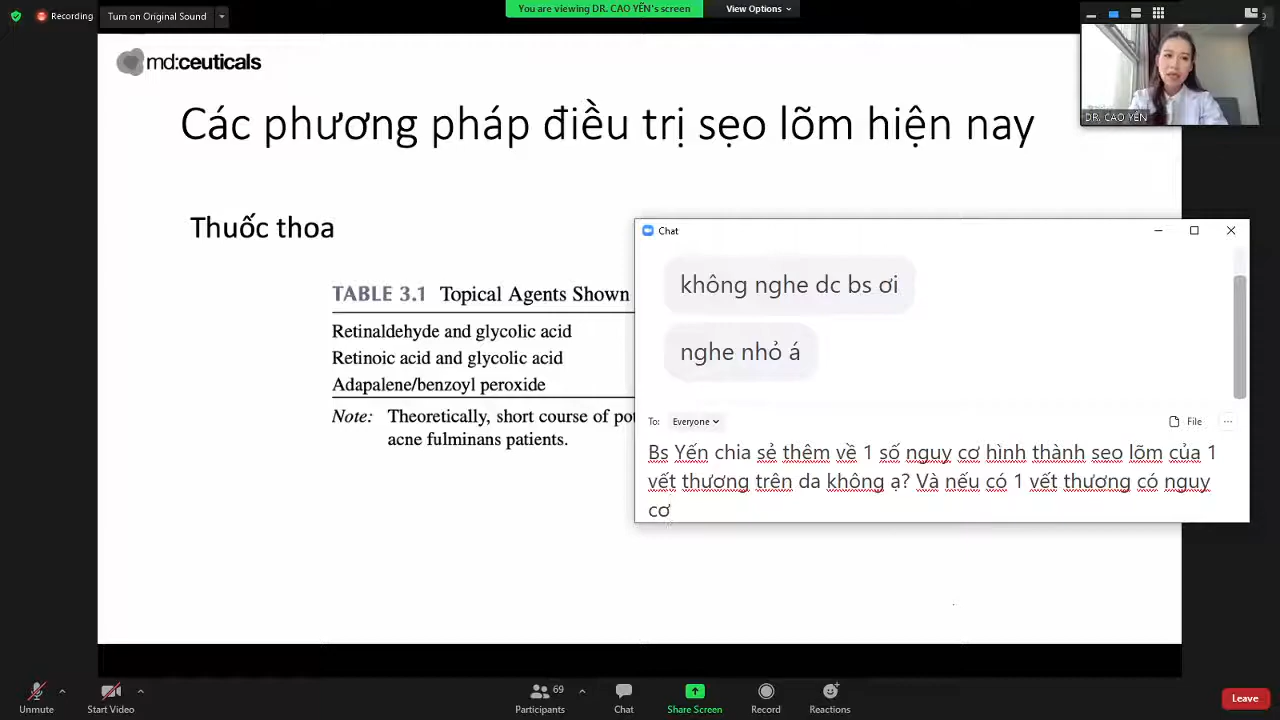 Recording
Turn on Original Sound
You are viewing DR. CAO YẾN's screen
View Options
md:ceuticals
DR. CAO YẾN
Các phương pháp điều trị sẹo lõm hiện nay
Thuốc thoa
TABLE 3.1 Topical Agents Shown
Retinaldehyde and glycolic acid
Retinoic acid and glycolic acid
Adapalene/benzoyl peroxide
Note: Theoretically, short course of po
acne fulminans patients.
Chat
không nghe dc bs ơi
nghe nhỏ á
To: Everyone
File
Bs Yến chia sẻ thêm về 1 số nguy cơ hình thành seo lõm của 1
vết thương trên da không ạ? Và nếu có 1 vết thương có nguy
cơ
Unmute
Start Video
Participants
69
Chat
Share Screen
Record
Reactions
Leave